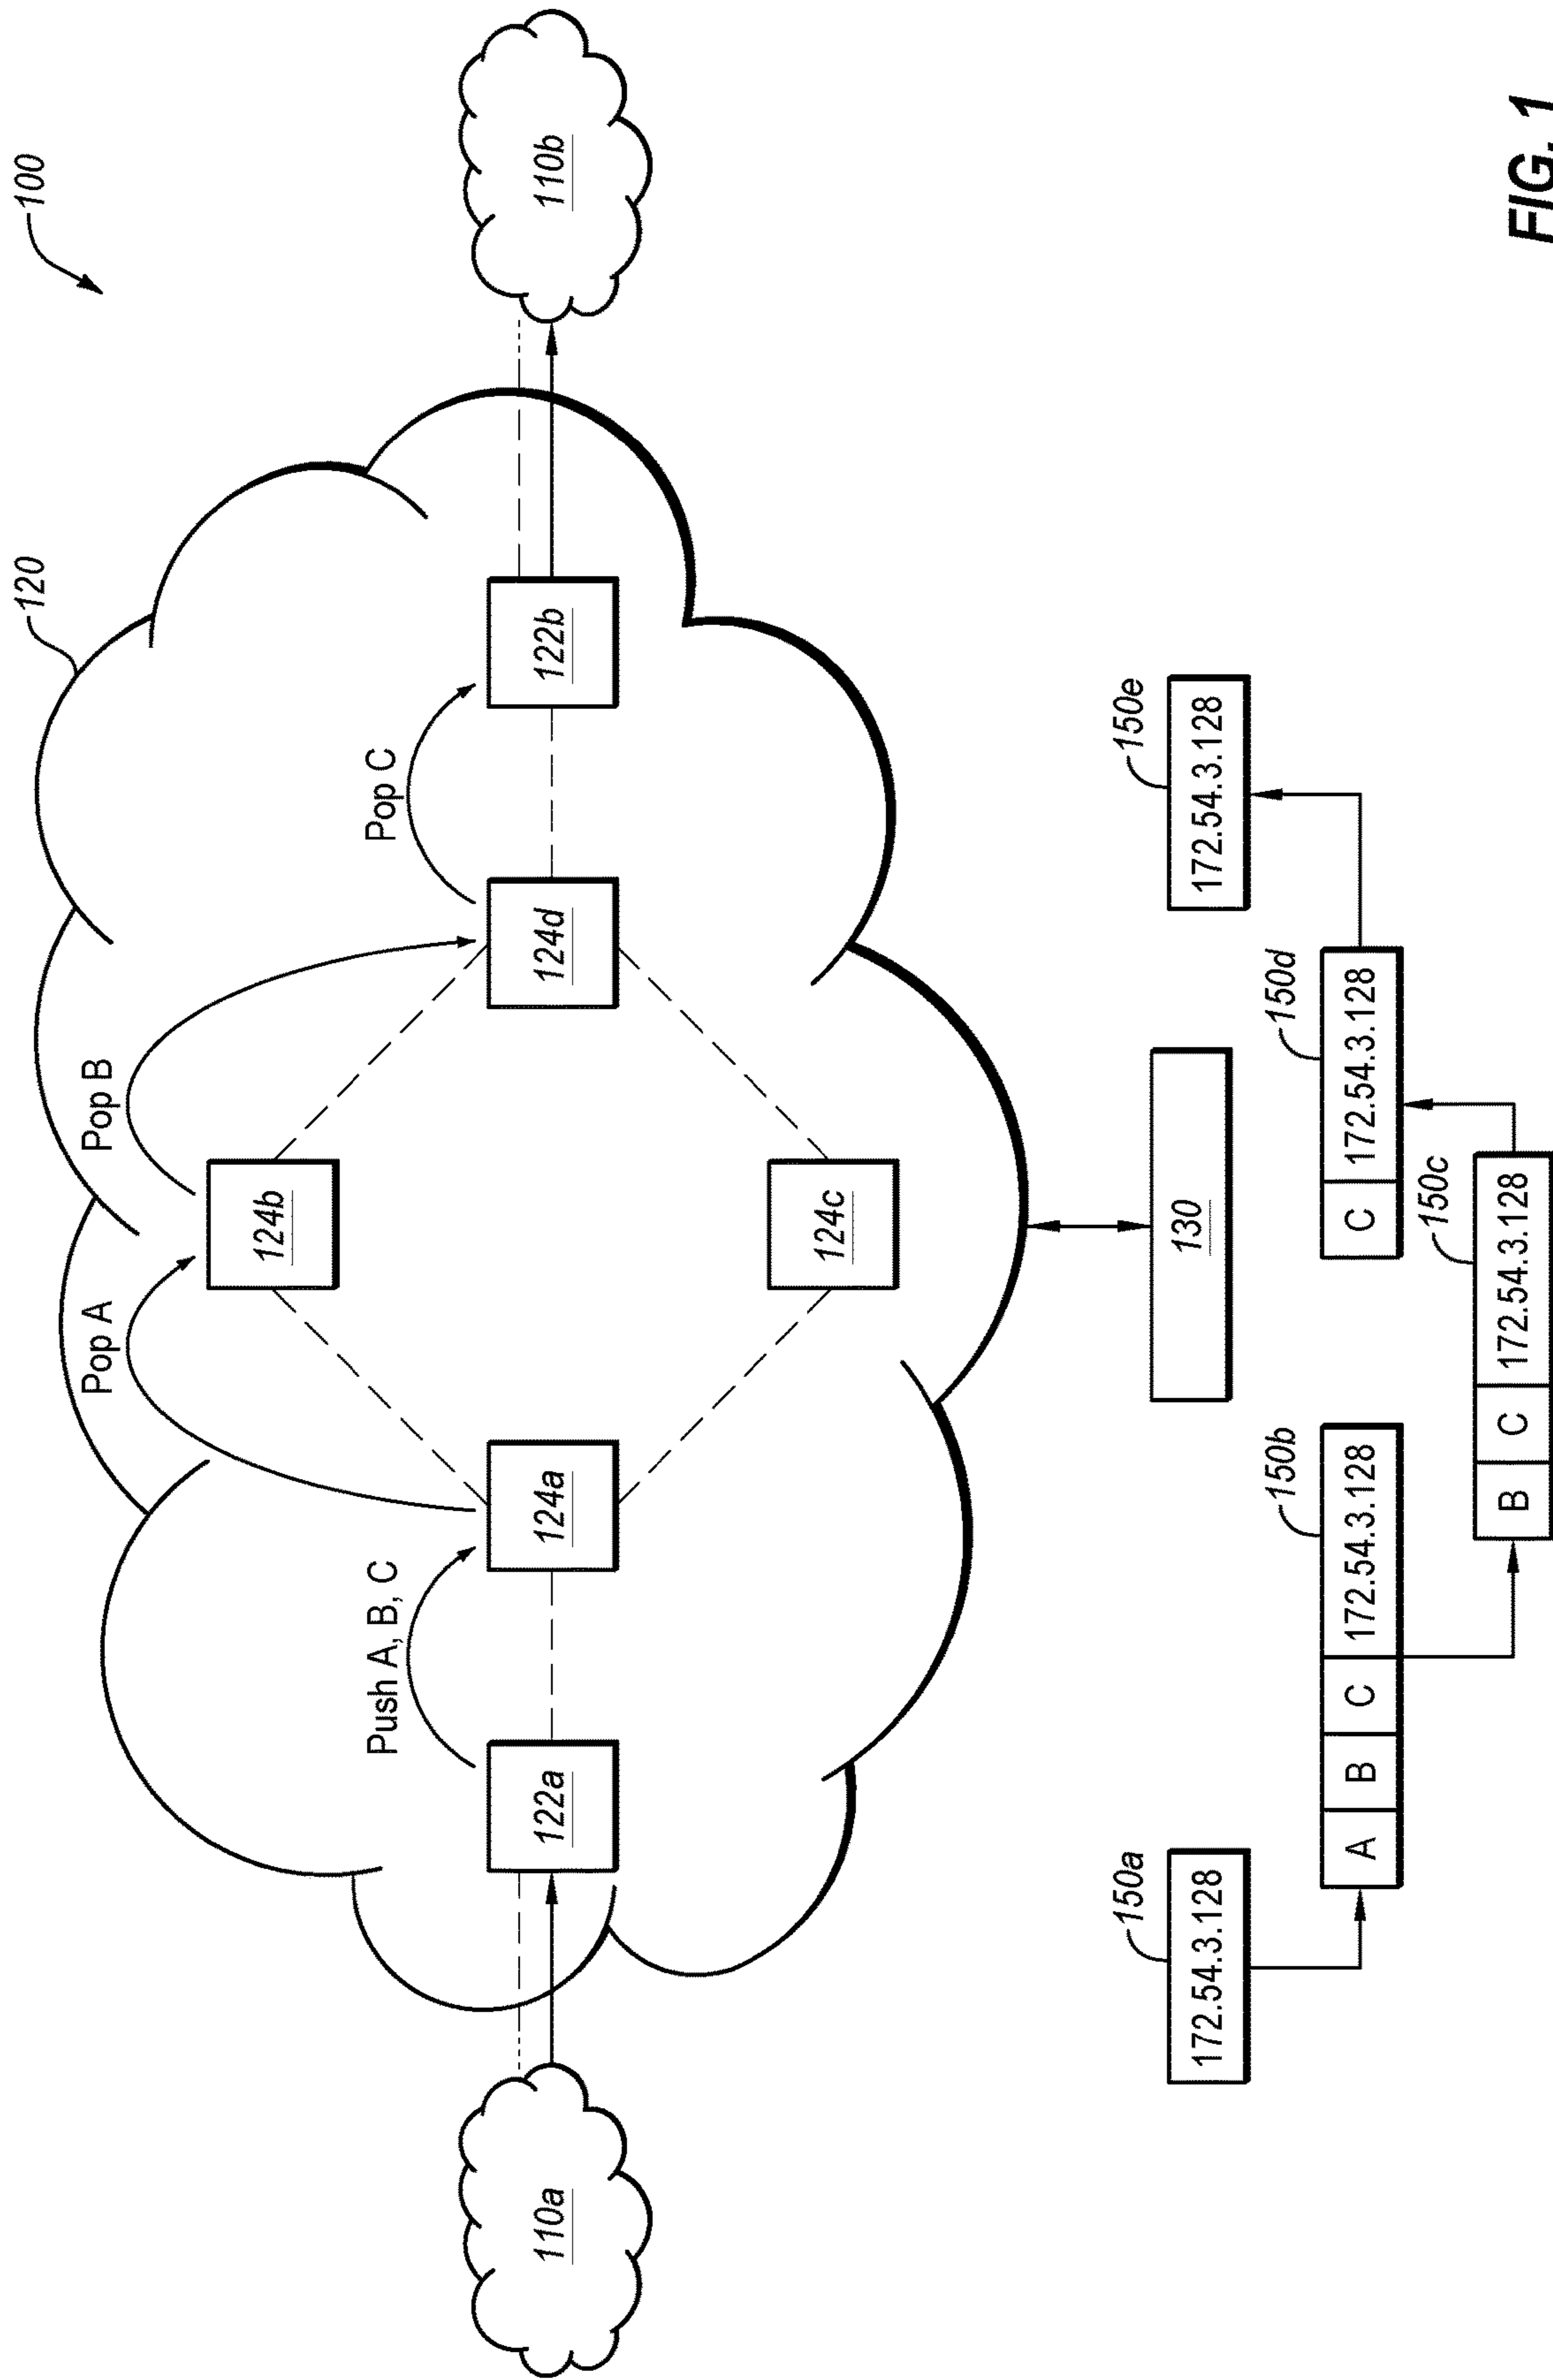 100
120
Pop A
Pop B
124b
Push A, B, C
Pop C
110a
122a
124a
124d
122b
110b
124c
130
150a
172.54.3.128
150e
172.54.3.128
150b
A B C 172.54.3.128
150d
C 172.54.3.128
150c
B C 172.54.3.128
FIG. 1